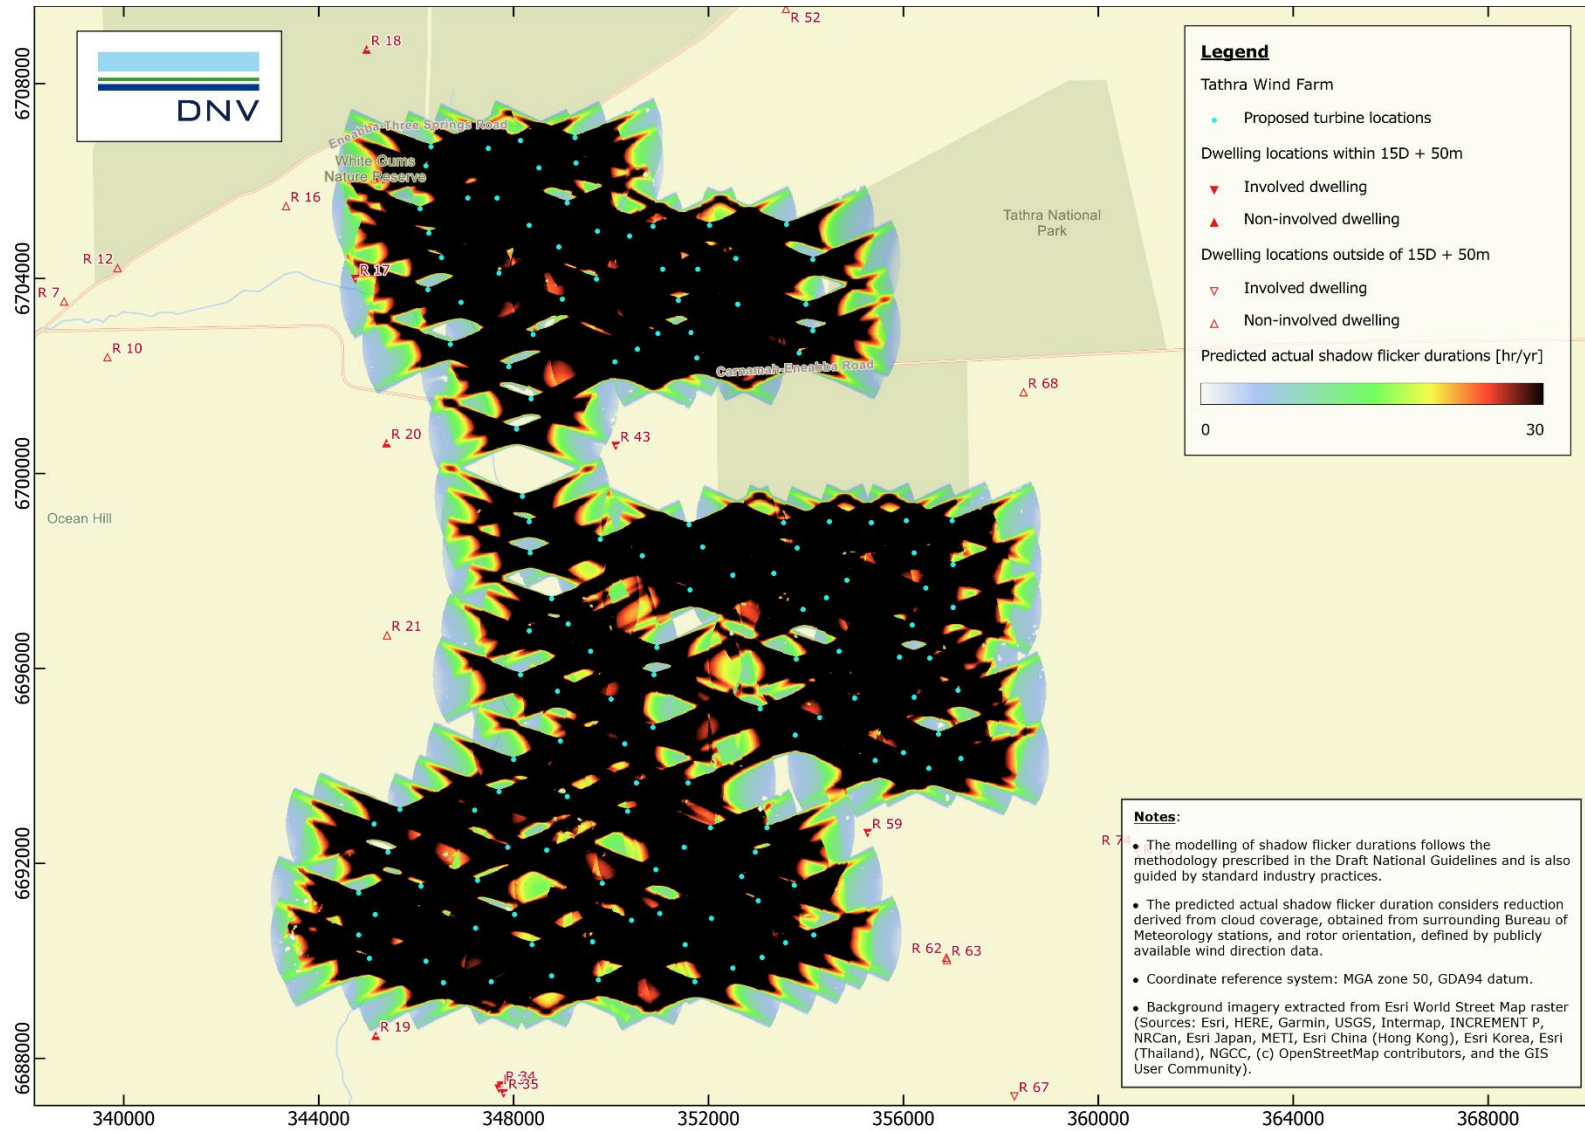 R 52
R 18
DNV
6708000
Eneabba-Three Springs Road
White Gums
Nature Reserve
R 16
Tathra National
Park
R 12
R 17
R 7
6704000
R 10
Carnamah-Eneabba Road
R 68
R 20
R 43
6700000
Ocean Hill
R 21
6696000
R 59
R 74
6692000
R 62
R 63
R 19
6688000
R 34
R 35
R 67
340000
344000
348000
352000
356000
360000
364000
368000
Legend
Tathra Wind Farm
Proposed turbine locations
Dwelling locations within 15D + 50m
Involved dwelling
Non-involved dwelling
Dwelling locations outside of 15D + 50m
Involved dwelling
Non-involved dwelling
Predicted actual shadow flicker durations [hr/yr]
0
30
Notes:
• The modelling of shadow flicker durations follows the
methodology prescribed in the Draft National Guidelines and is also
guided by standard industry practices.
• The predicted actual shadow flicker duration considers reduction
derived from cloud coverage, obtained from surrounding Bureau of
Meteorology stations, and rotor orientation, defined by publicly
available wind direction data.
• Coordinate reference system: MGA zone 50, GDA94 datum.
• Background imagery extracted from Esri World Street Map raster
(Sources: Esri, HERE, Garmin, USGS, Intermap, INCREMENT P,
NRCan, Esri Japan, METI, Esri China (Hong Kong), Esri Korea, Esri
(Thailand), NGCC, (c) OpenStreetMap contributors, and the GIS
User Community).